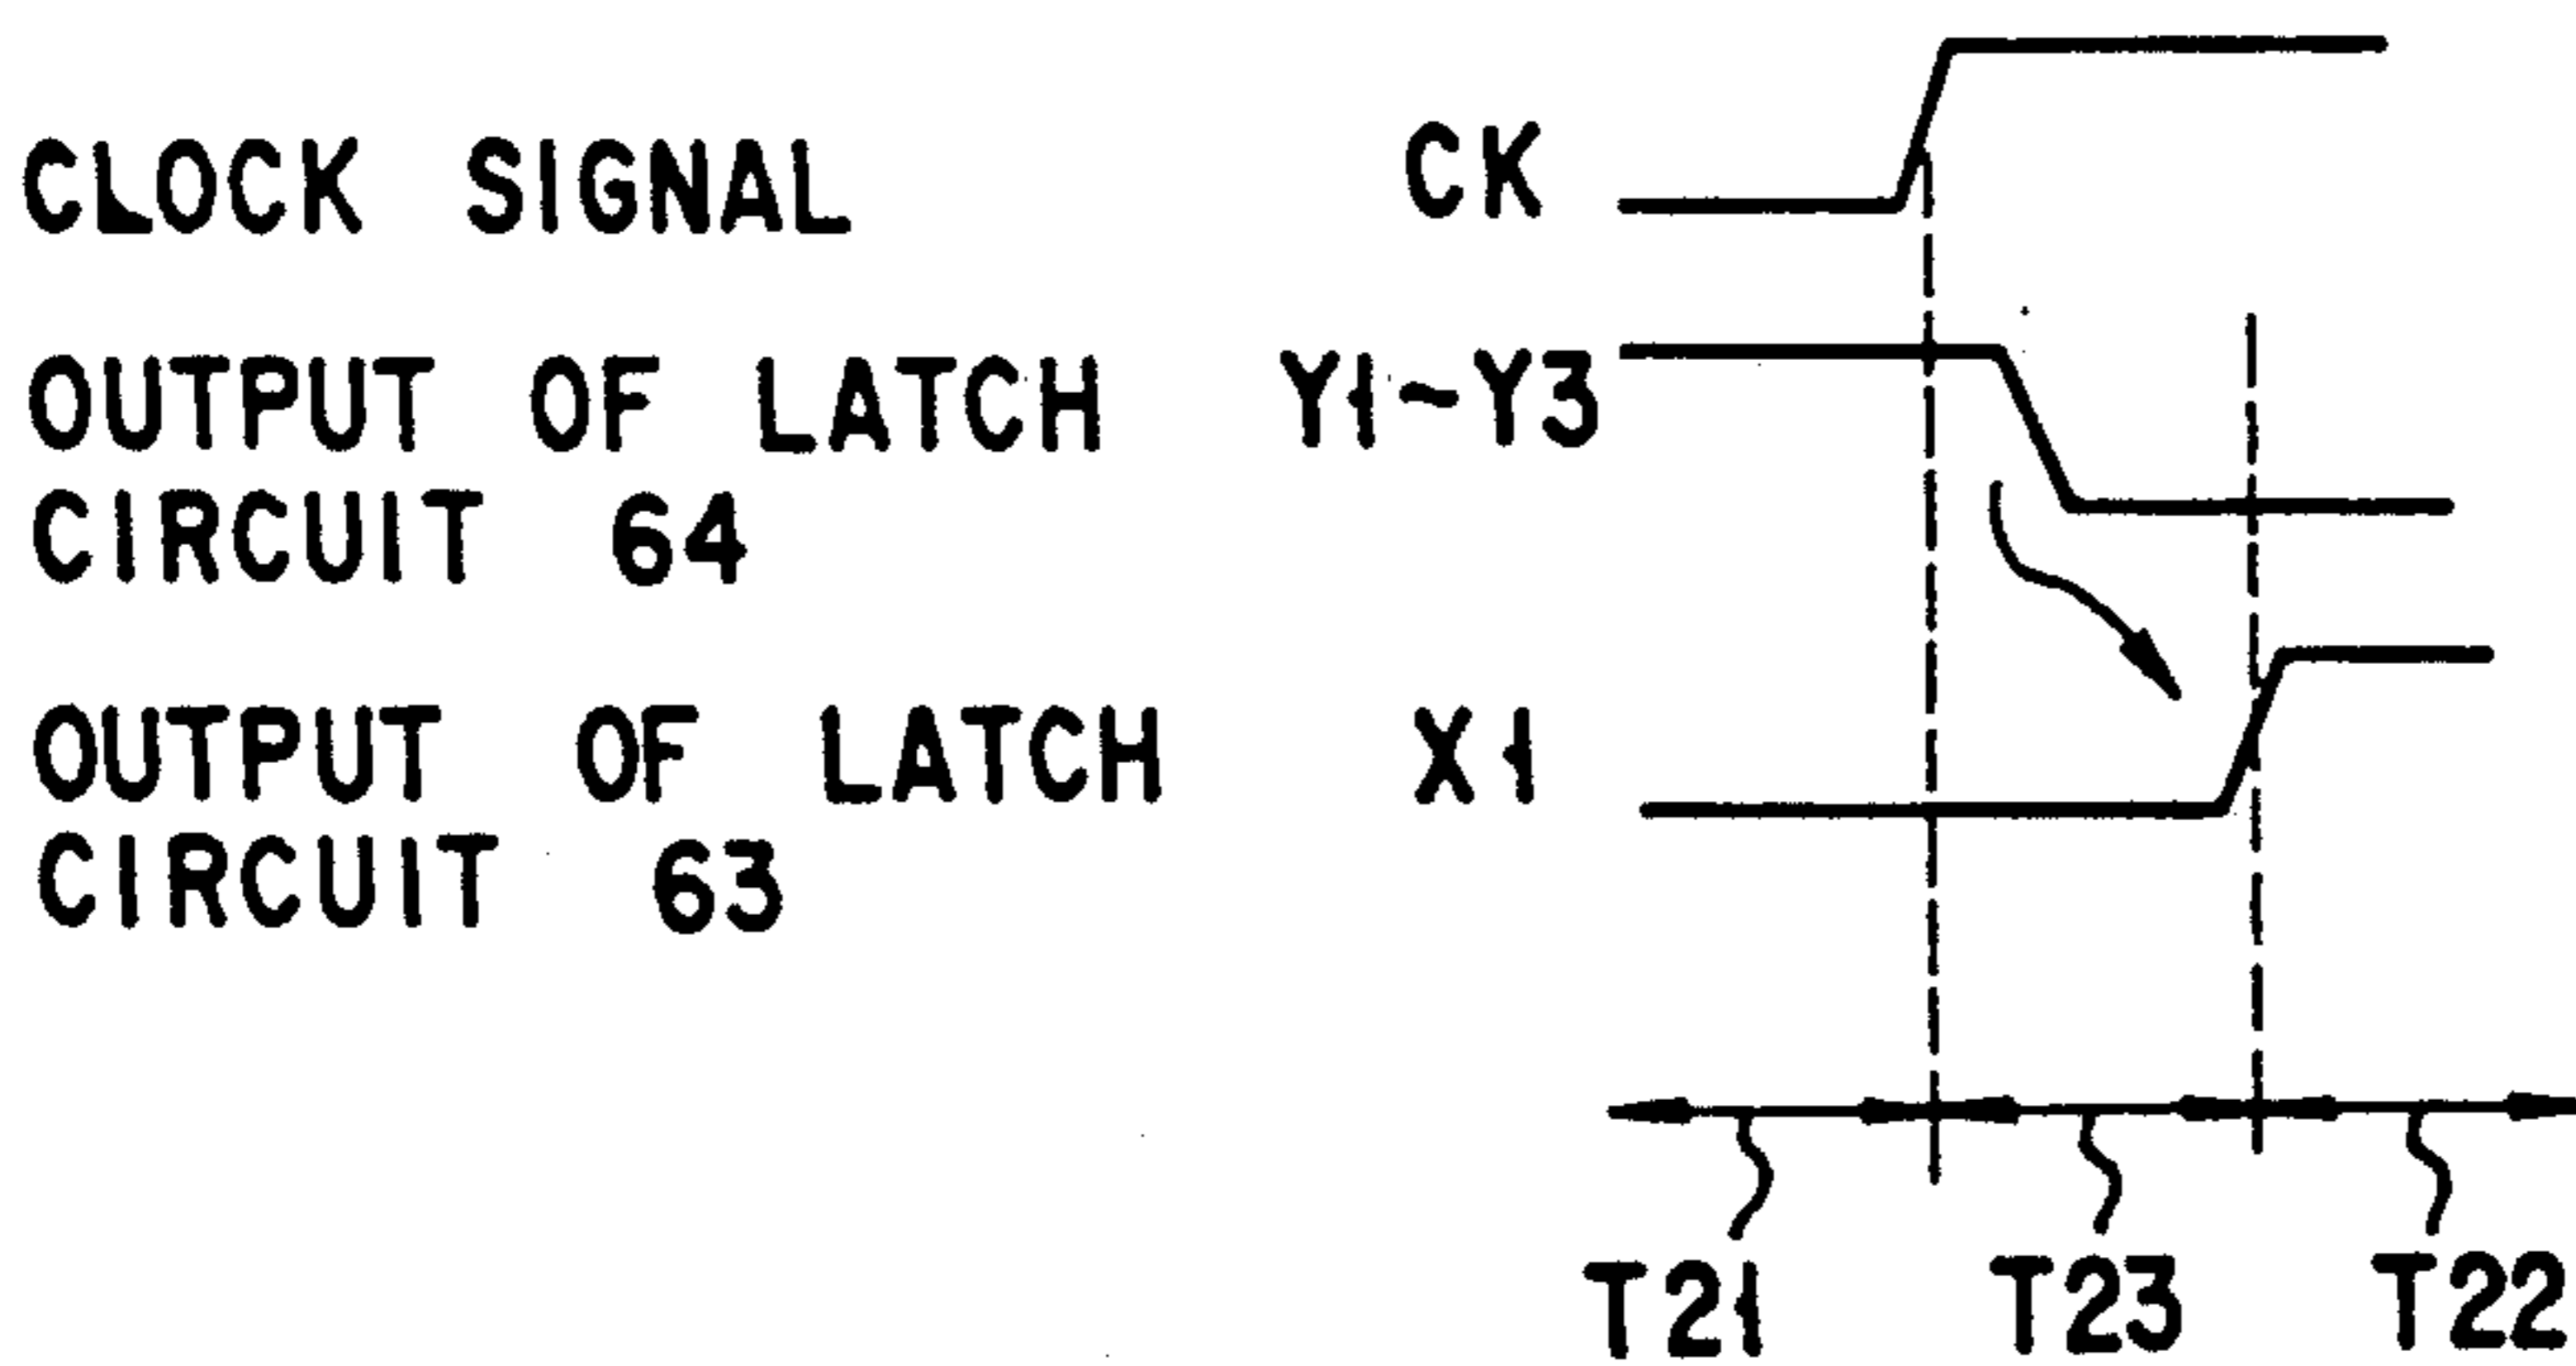 CLOCK SIGNAL CK
OUTPUT OF LATCH Y1~Y3
CIRCUIT 64
OUTPUT OF LATCH X1
CIRCUIT 63
T21 T23 T22